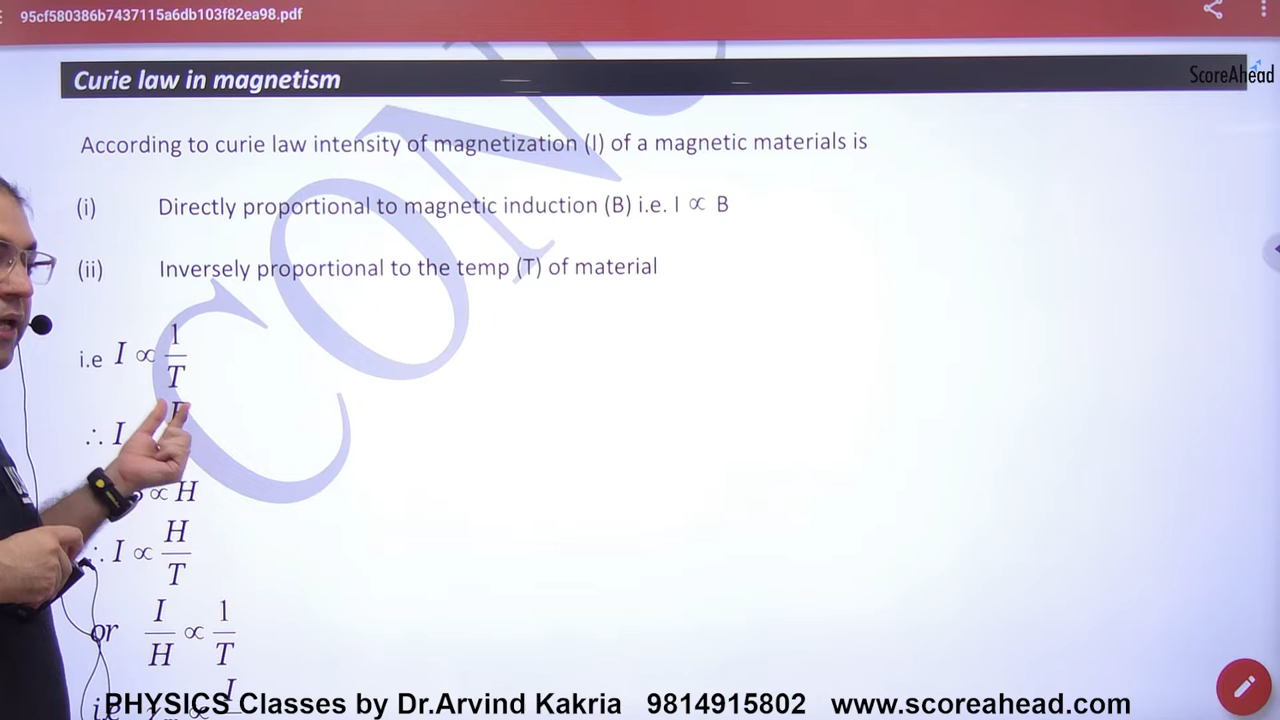 95cf580386b7437115a6db103f82ea98.pdf
Curie law in magnetism
ScoreAhead
According to curie law intensity of magnetization (I) of a magnetic materials is
(i) Directly proportional to magnetic induction (B) i.e. I ∝ B
(ii) Inversely proportional to the temp (T) of material
i.e I ∝ 1/T
∴ I
∝ H
∴ I ∝ H/T
or I/H ∝ 1/T
PHYSICS Classes by Dr.Arvind Kakria 9814915802 www.scoreahead.com